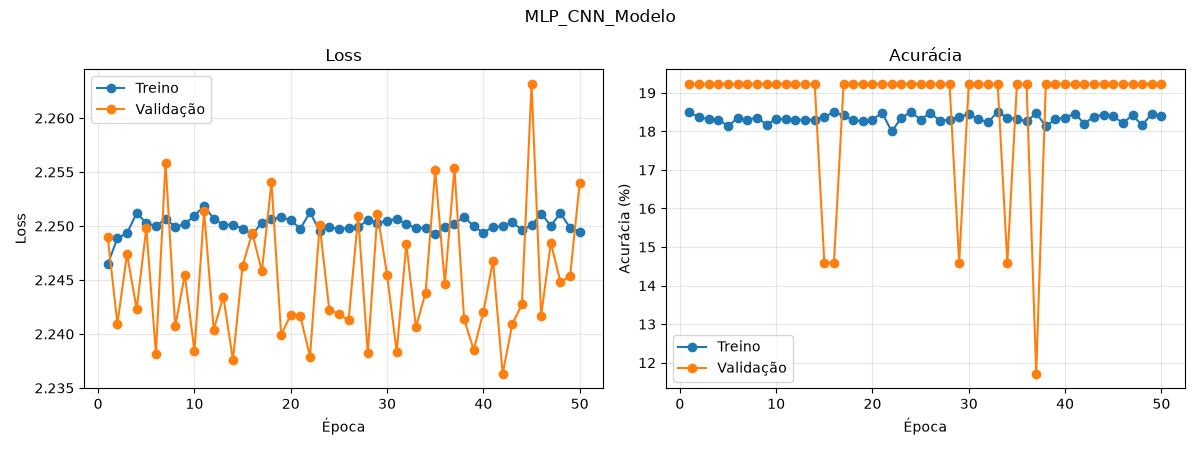 MLP_CNN_Modelo
Loss
Treino
Validação
2.260
2.255
2.250
2.245
2.240
2.235
Loss
0
10
20
30
40
50
Época
Acurácia
19
18
17
16
15
14
13
12
Acurácia (%)
Treino
Validação
0
10
20
30
40
50
Época